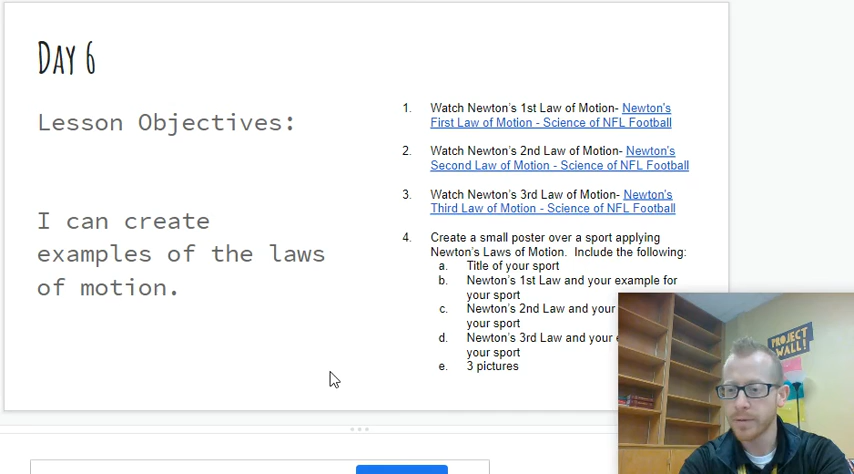 Day 6
Lesson Objectives:
I can create
examples of the laws
of motion.
1. Watch Newton's 1st Law of Motion- Newton's
First Law of Motion - Science of NFL Football
2. Watch Newton's 2nd Law of Motion- Newton's
Second Law of Motion - Science of NFL Football
3. Watch Newton's 3rd Law of Motion- Newton's
Third Law of Motion - Science of NFL Football
4. Create a small poster over a sport applying
Newton's Laws of Motion. Include the following:
a. Title of your sport
b. Newton's 1st Law and your example for
your sport
c. Newton's 2nd Law and your
your sport
d. Newton's 3rd Law and your
your sport
e. 3 pictures
PROJECT
WALL!